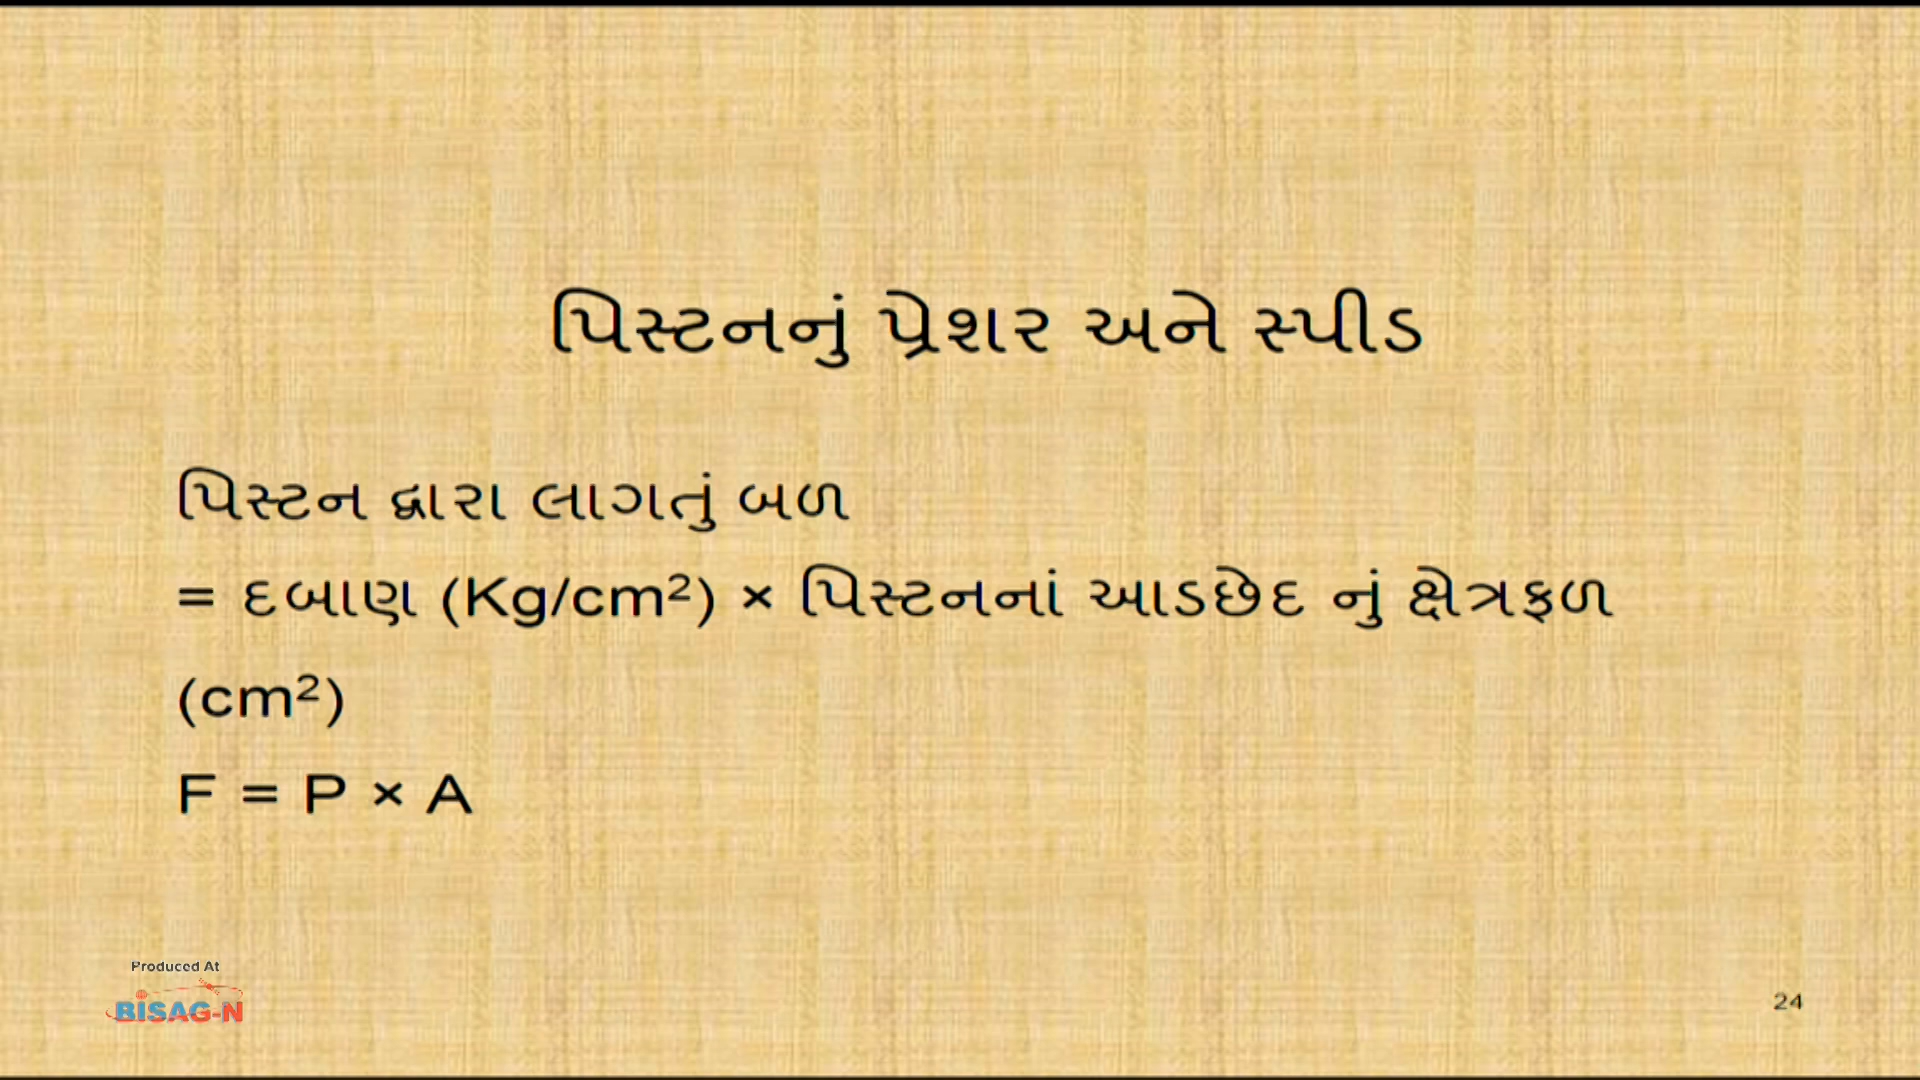 પિસ્ટનનું પ્રેશર અને સ્પીડ
પિસ્ટન દ્વારા લાગતું બળ
= દબાણ (Kg/cm²) × પિસ્ટનનાં આડછેદ નું ક્ષેત્રફળ
(cm²)
F = P × A
Produced At
BISAG-N
24